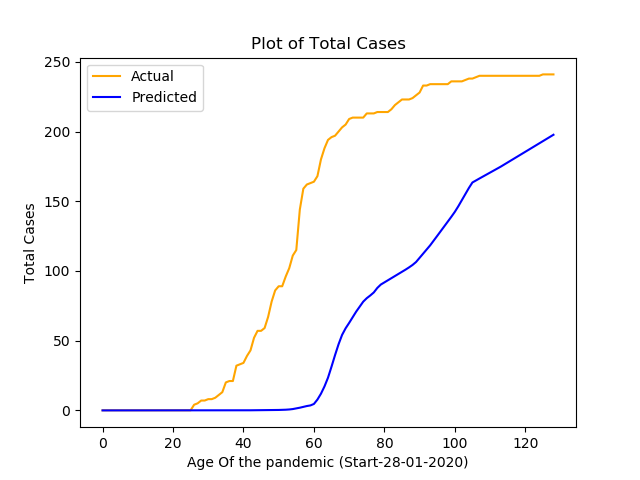 Plot of Total Cases
Actual
Predicted
250
200
150
100
50
0
Total Cases
0 20 40 60 80 100 120
Age Of the pandemic (Start-28-01-2020)